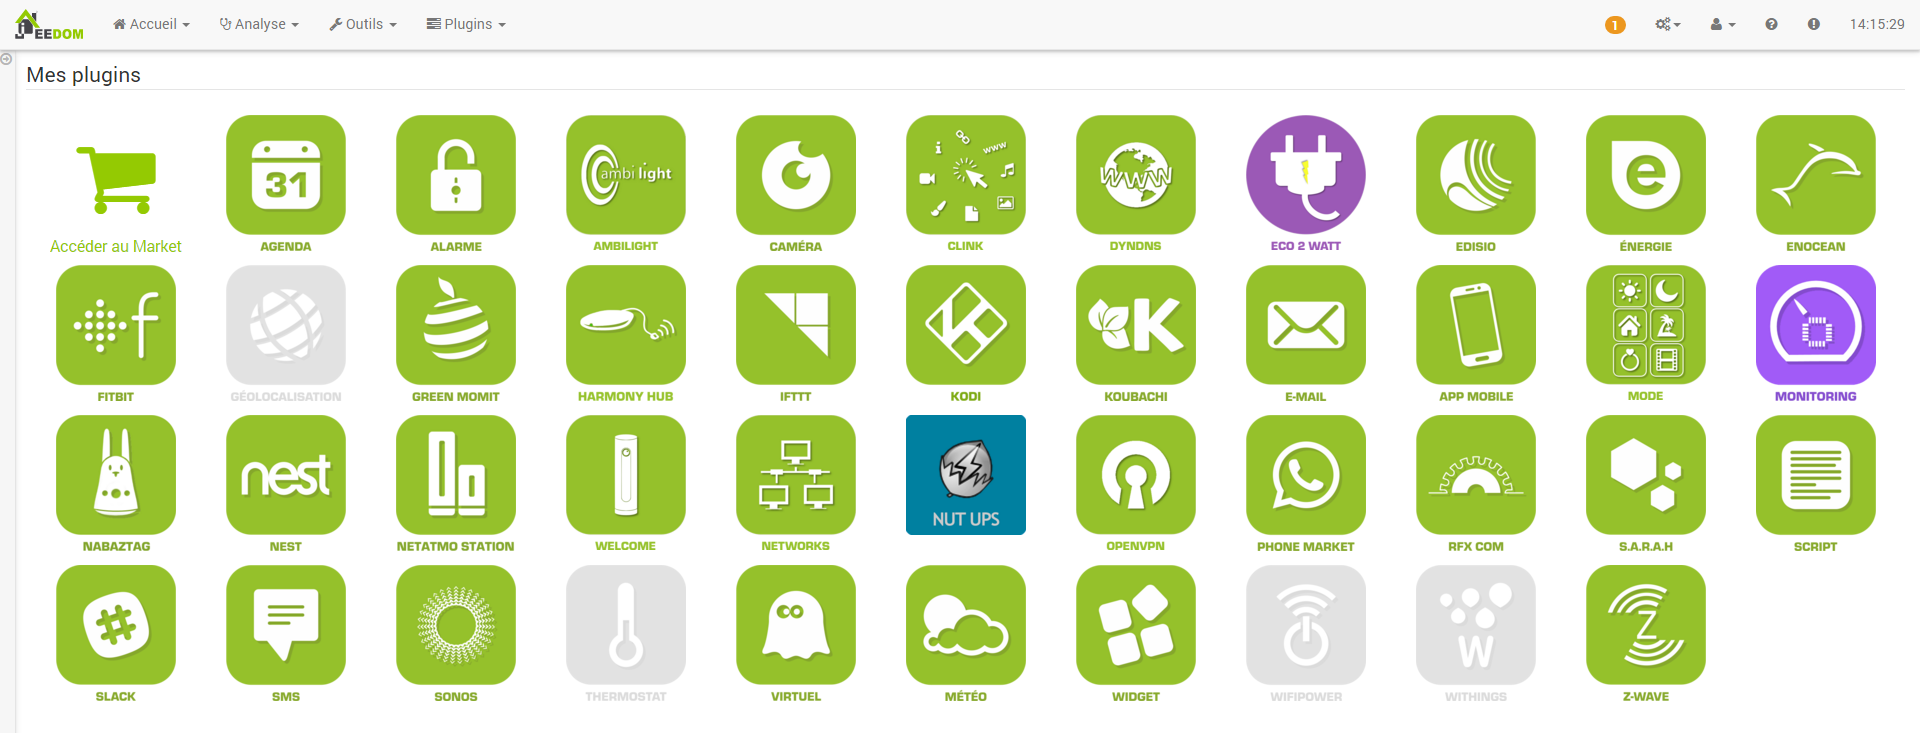 JEEDOM Accueil Analyse Outils Plugins 1 14:15:29
Mes plugins
31
ambi light
i www
WWW
e
Accéder au Market AGENDA ALARME AMBILIGHT CAMÉRA CLINK DYNDNS ECO 2 WATT EDISIO ÉNERGIE ENOCEAN
f
K
FITBIT GÉOLOCALISATION GREEN MOMIT HARMONY HUB IFTTT KODI KOUBACHI E-MAIL APP MOBILE MODE MONITORING
nest
NUT UPS
NABAZTAG NEST NETATMO STATION WELCOME NETWORKS OPENVPN PHONE MARKET RFX COM S.A.R.A.H SCRIPT
W
Z
SLACK SMS SONOS THERMOSTAT VIRTUEL MÉTÉO WIDGET WIFIPOWER WITHINGS Z-WAVE